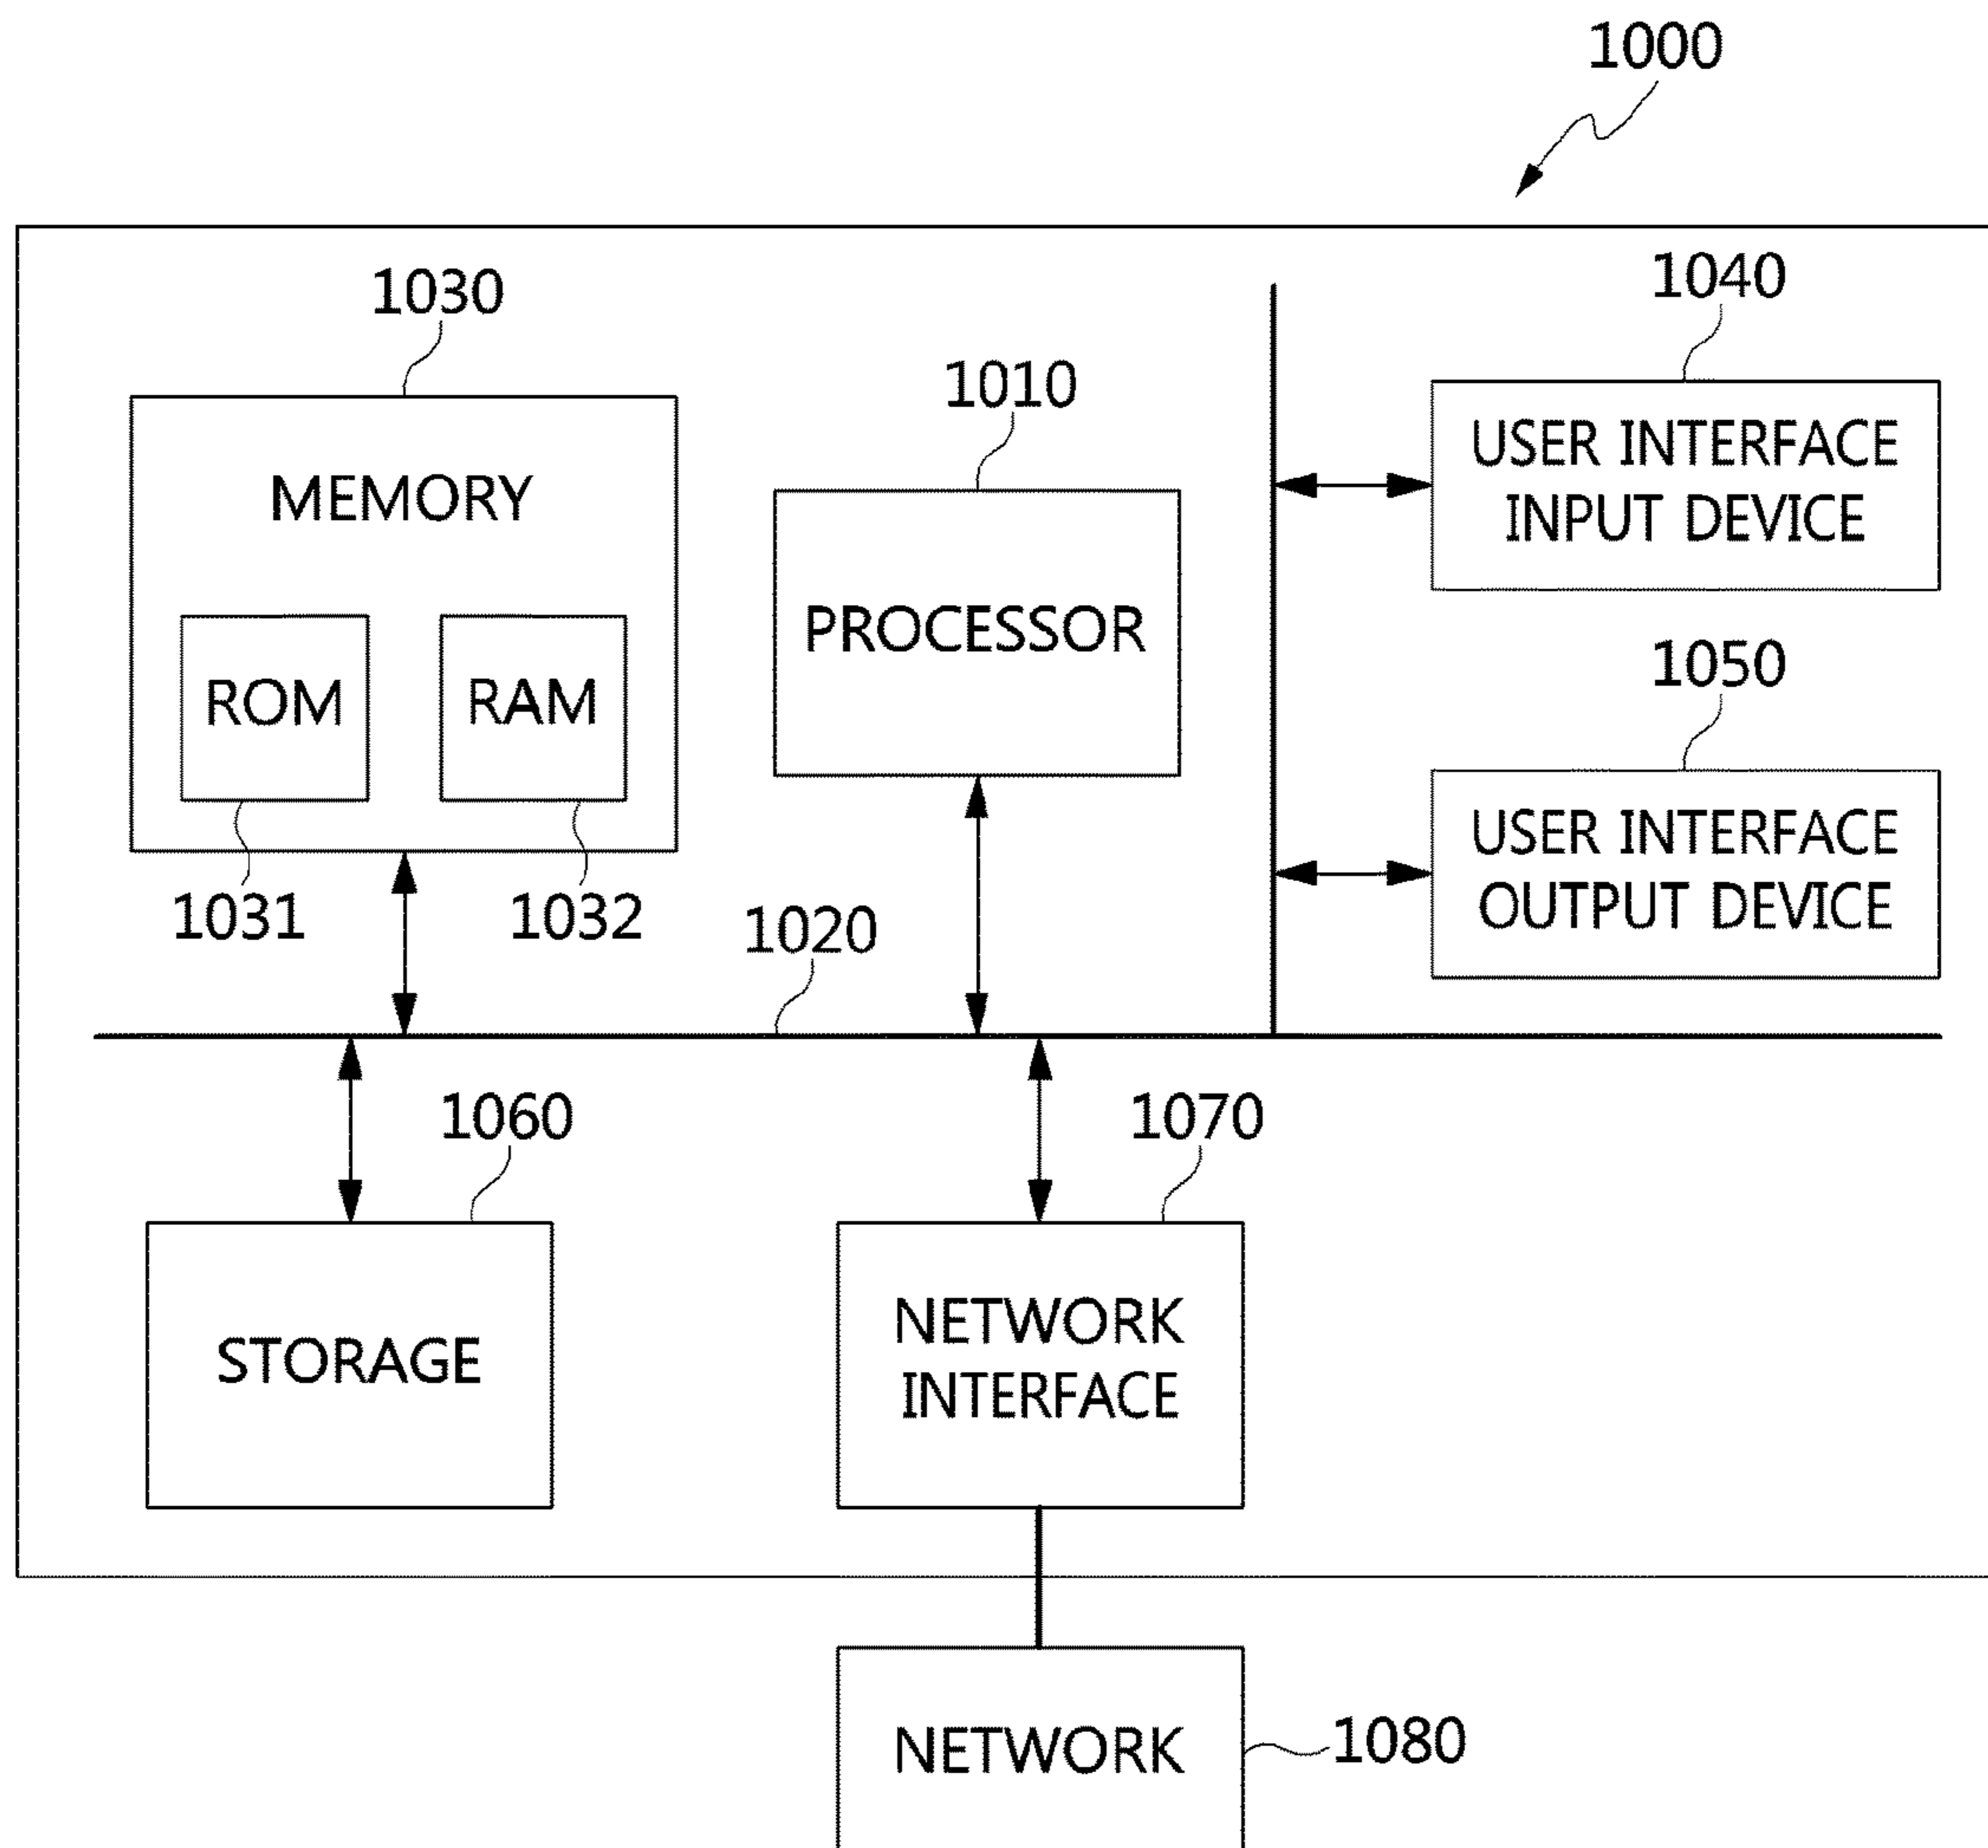 1000
1030
1040
1010
USER INTERFACE
INPUT DEVICE
MEMORY
PROCESSOR
ROM
RAM
1050
USER INTERFACE
OUTPUT DEVICE
1031
1032
1020
1060
1070
STORAGE
NETWORK
INTERFACE
NETWORK
1080